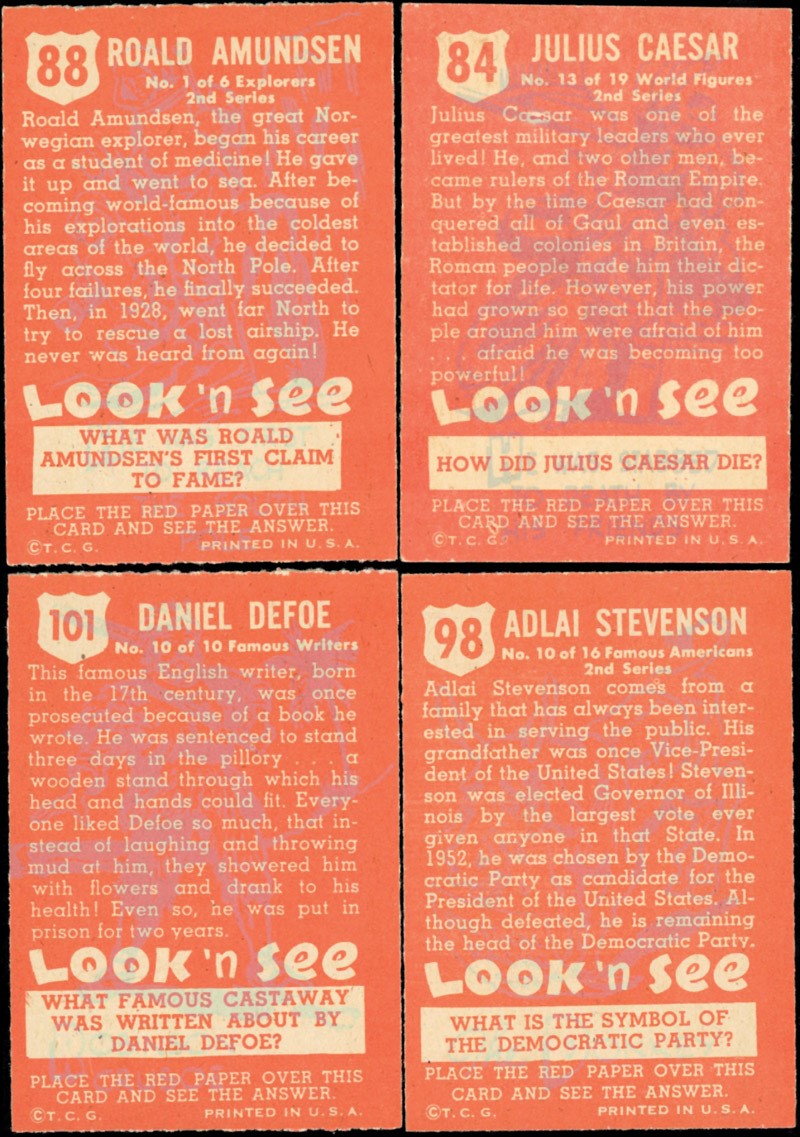 88
ROALD AMUNDSEN
No. 1 of 6 Explorers
2nd Series
Roald Amundsen, the great Nor-
wegian explorer, began his career
as a student of medicine! He gave
it up and went to sea. After be-
coming world-famous because of
his explorations into the coldest
areas of the world, he decided to
fly across the North Pole. After
four failures, he finally succeeded.
Then, in 1928, went far North to
try to rescue a lost airship. He
never was heard from again!
LOOK 'n SEE
WHAT WAS ROALD
AMUNDSEN'S FIRST CLAIM
TO FAME?
PLACE THE RED PAPER OVER THIS
CARD AND SEE THE ANSWER.
©T.C.G. PRINTED IN U.S.A.
84
JULIUS CAESAR
No. 13 of 19 World Figures
2nd Series
Julius Caesar was one of the
greatest military leaders who ever
lived! He, and two other men, be-
came rulers of the Roman Empire.
But by the time Caesar had con-
quered all of Gaul and even es-
tablished colonies in Britain, the
Roman people made him their dic-
tator for life. However, his power
had grown so great that the peo-
ple around him were afraid of him
. . . afraid he was becoming too
powerful!
LOOK 'n SEE
HOW DID JULIUS CAESAR DIE?
PLACE THE RED PAPER OVER THIS
CARD AND SEE THE ANSWER.
©T.C.G. PRINTED IN U.S.A.
101
DANIEL DEFOE
No. 10 of 10 Famous Writers
This famous English writer, born
in the 17th century, was once
prosecuted because of a book he
wrote. He was sentenced to stand
three days in the pillory . . . a
wooden stand through which his
head and hands could fit. Every-
one liked Defoe so much, that in-
stead of laughing and throwing
mud at him, they showered him
with flowers and drank to his
health! Even so, he was put in
prison for two years.
LOOK 'n SEE
WHAT FAMOUS CASTAWAY
WAS WRITTEN ABOUT BY
DANIEL DEFOE?
PLACE THE RED PAPER OVER THIS
CARD AND SEE THE ANSWER.
©T.C.G. PRINTED IN U.S.A.
98
ADLAI STEVENSON
No. 10 of 16 Famous Americans
2nd Series
Adlai Stevenson comes from a
family that has always been inter-
ested in serving the public. His
grandfather was once Vice-Presi-
dent of the United States! Steven-
son was elected Governor of Illi-
nois by the largest vote ever
given anyone in that State. In
1952, he was chosen by the Demo-
cratic Party as candidate for the
President of the United States. Al-
though defeated, he is remaining
the head of the Democratic Party.
LOOK 'n SEE
WHAT IS THE SYMBOL OF
THE DEMOCRATIC PARTY?
PLACE THE RED PAPER OVER THIS
CARD AND SEE THE ANSWER.
©T.C.G. PRINTED IN U.S.A.